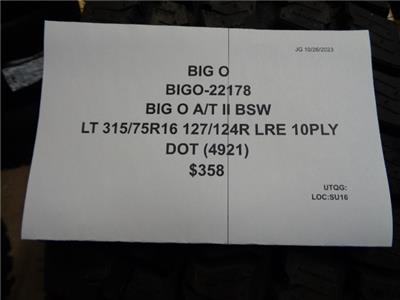 JG 10/26/2023
BIG O
BIGO-22178
BIG O A/T II BSW
LT 315/75R16 127/124R LRE 10PLY
DOT (4921)
$358
UTQG:
LOC:SU16